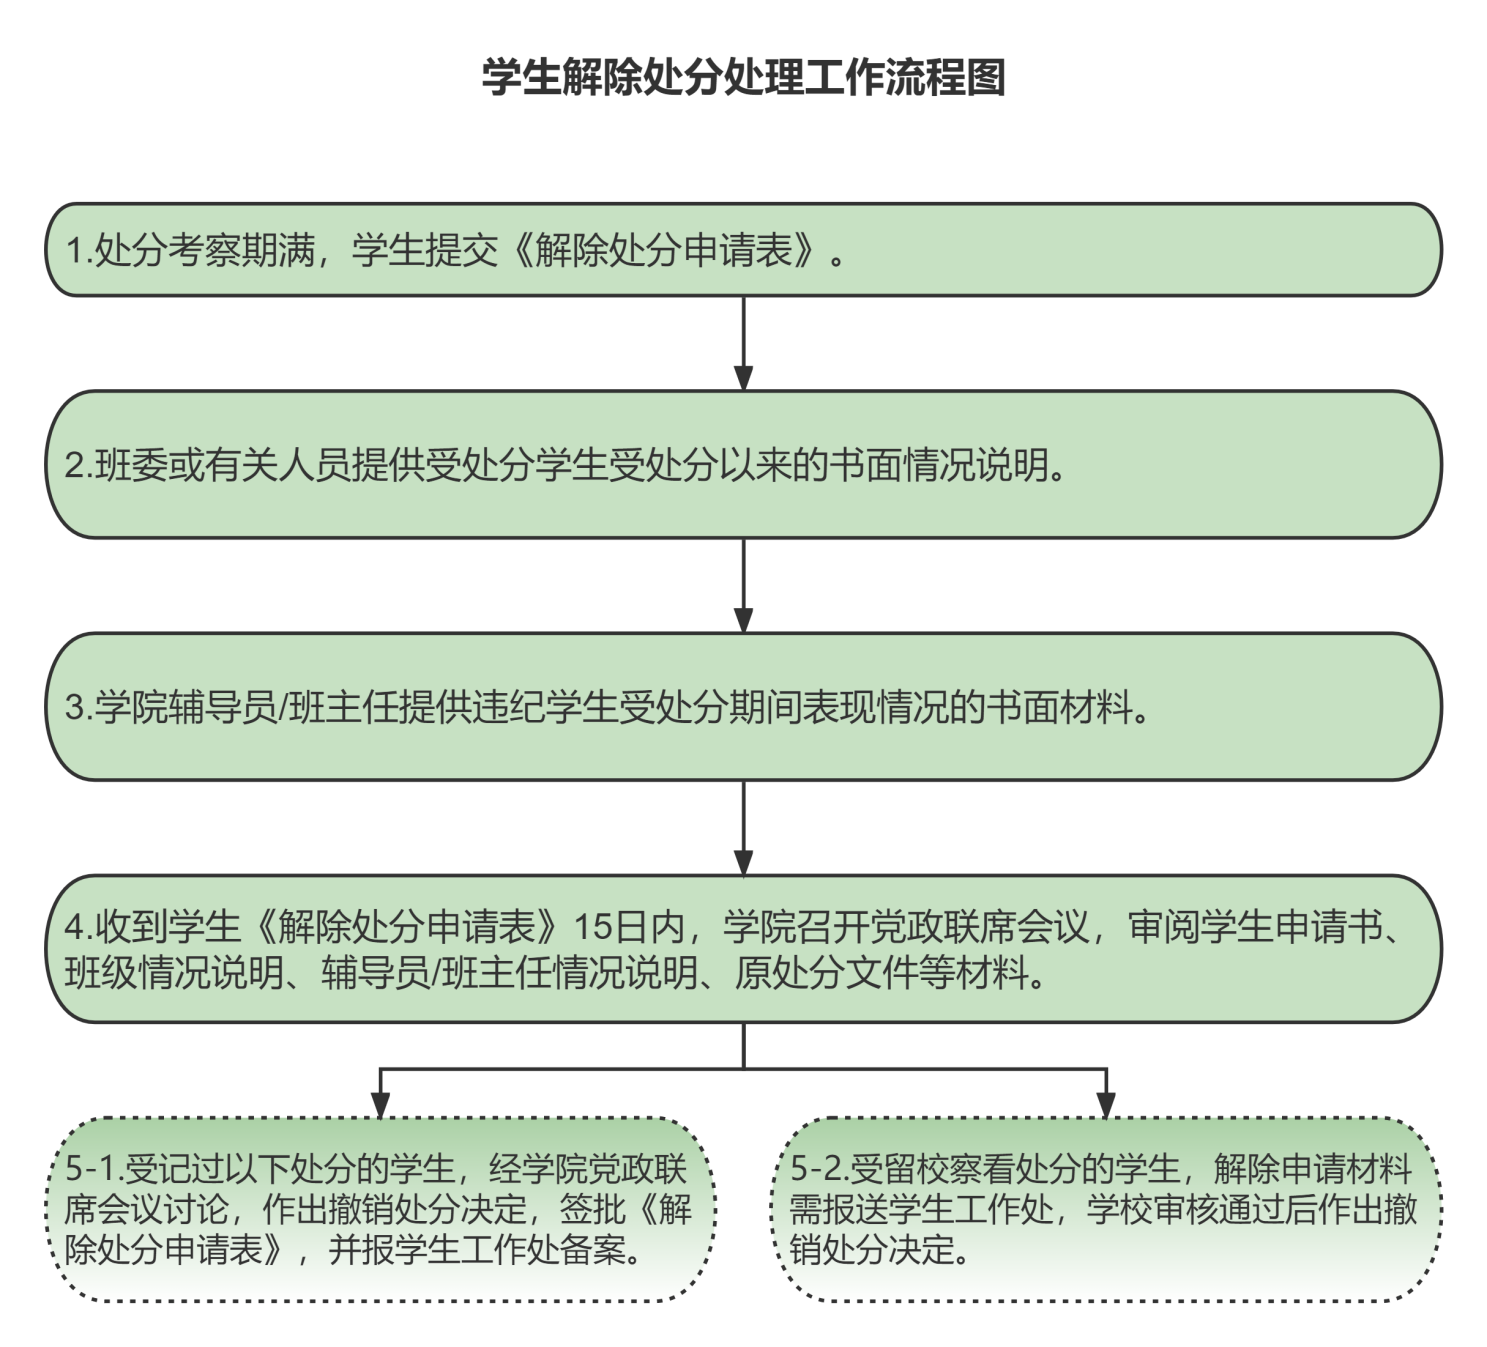 学生解除处分处理工作流程图
1.处分考察期满，学生提交《解除处分申请表》。
2.班委或有关人员提供受处分学生受处分以来的书面情况说明。
3.学院辅导员/班主任提供违纪学生受处分期间表现情况的书面材料。
4.收到学生《解除处分申请表》15日内，学院召开党政联席会议，审阅学生申请书、
班级情况说明、辅导员/班主任情况说明、原处分文件等材料。
5-1.受记过以下处分的学生，经学院党政联
席会议讨论，作出撤销处分决定，签批《解
除处分申请表》，并报学生工作处备案。
5-2.受留校察看处分的学生，解除申请材料
需报送学生工作处，学校审核通过后作出撤
销处分决定。